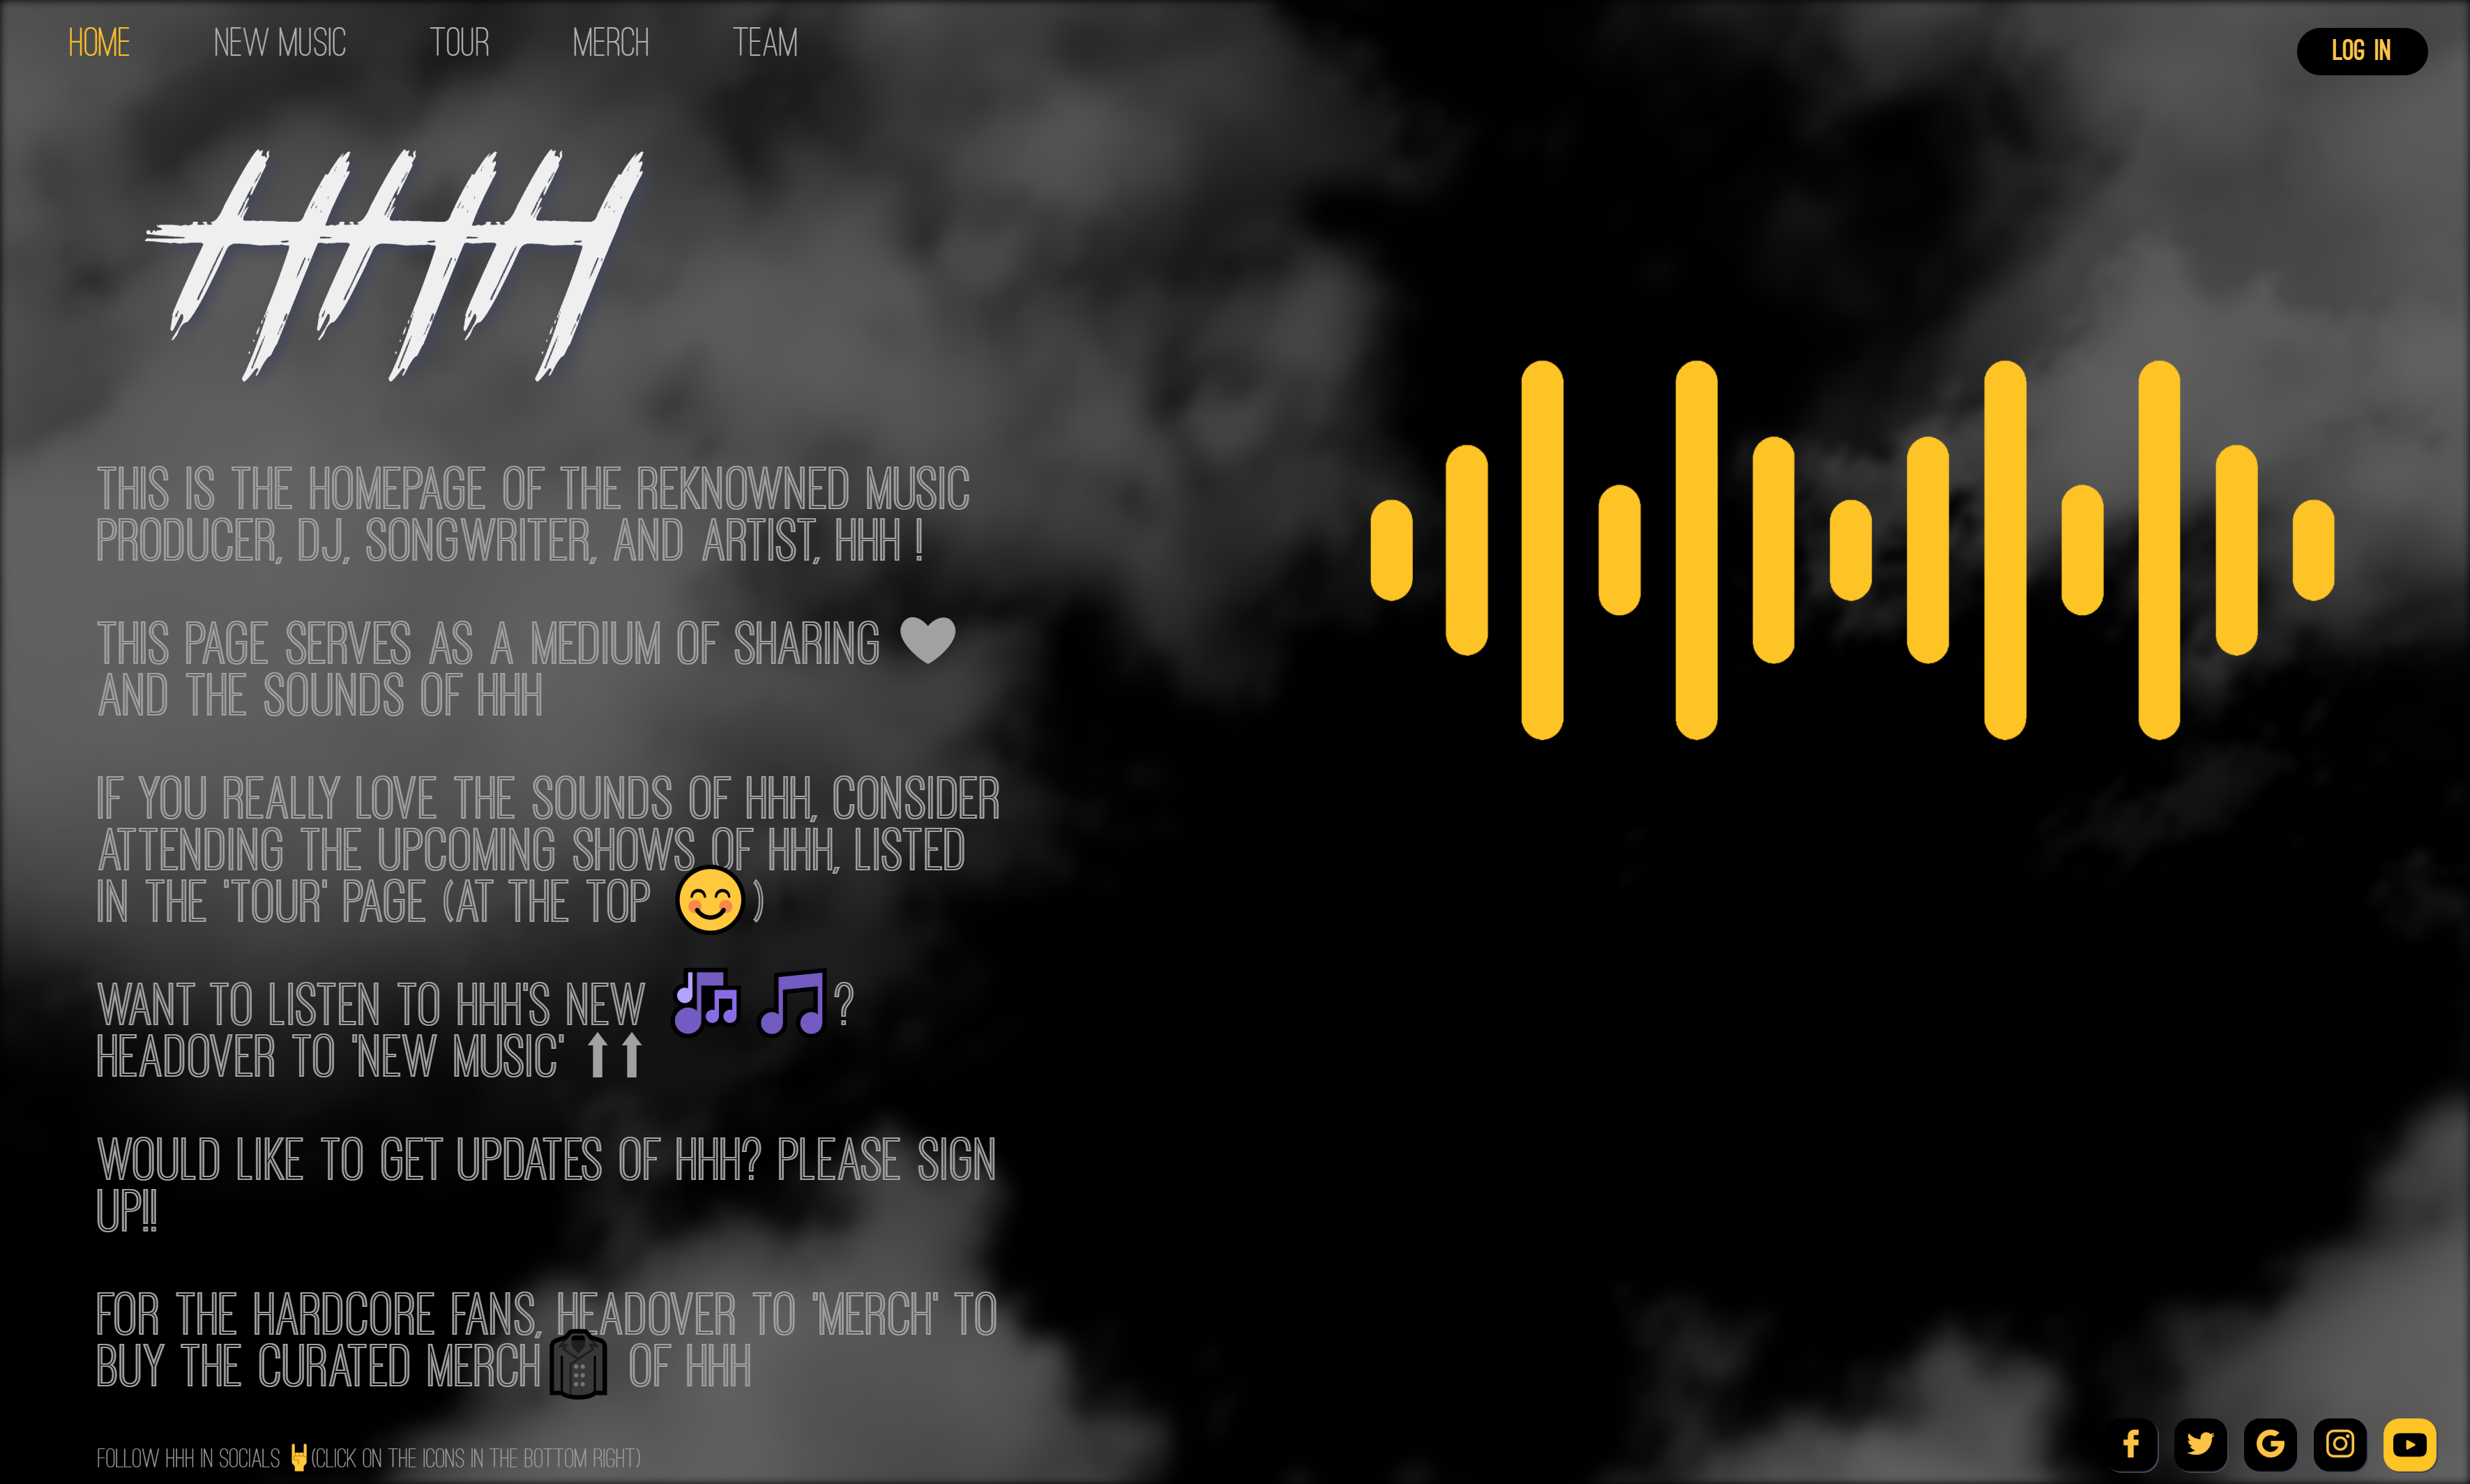 HOME NEW MUSIC TOUR MERCH TEAM LOG IN
HHH
THIS IS THE HOMEPAGE OF THE REKNOWNED MUSIC
PRODUCER, DJ, SONGWRITER, AND ARTIST, HHH !
THIS PAGE SERVES AS A MEDIUM OF SHARING ♥
AND THE SOUNDS OF HHH
IF YOU REALLY LOVE THE SOUNDS OF HHH, CONSIDER
ATTENDING THE UPCOMING SHOWS OF HHH, LISTED
IN THE 'TOUR' PAGE (AT THE TOP 😊)
WANT TO LISTEN TO HHH'S NEW 🎶 🎵?
HEADOVER TO 'NEW MUSIC' ⬆⬆
WOULD LIKE TO GET UPDATES OF HHH? PLEASE SIGN
UP!!
FOR THE HARDCORE FANS, HEADOVER TO 'MERCH' TO
BUY THE CURATED MERCH🧥 OF HHH
FOLLOW HHH IN SOCIALS 🤘(CLICK ON THE ICONS IN THE BOTTOM RIGHT)